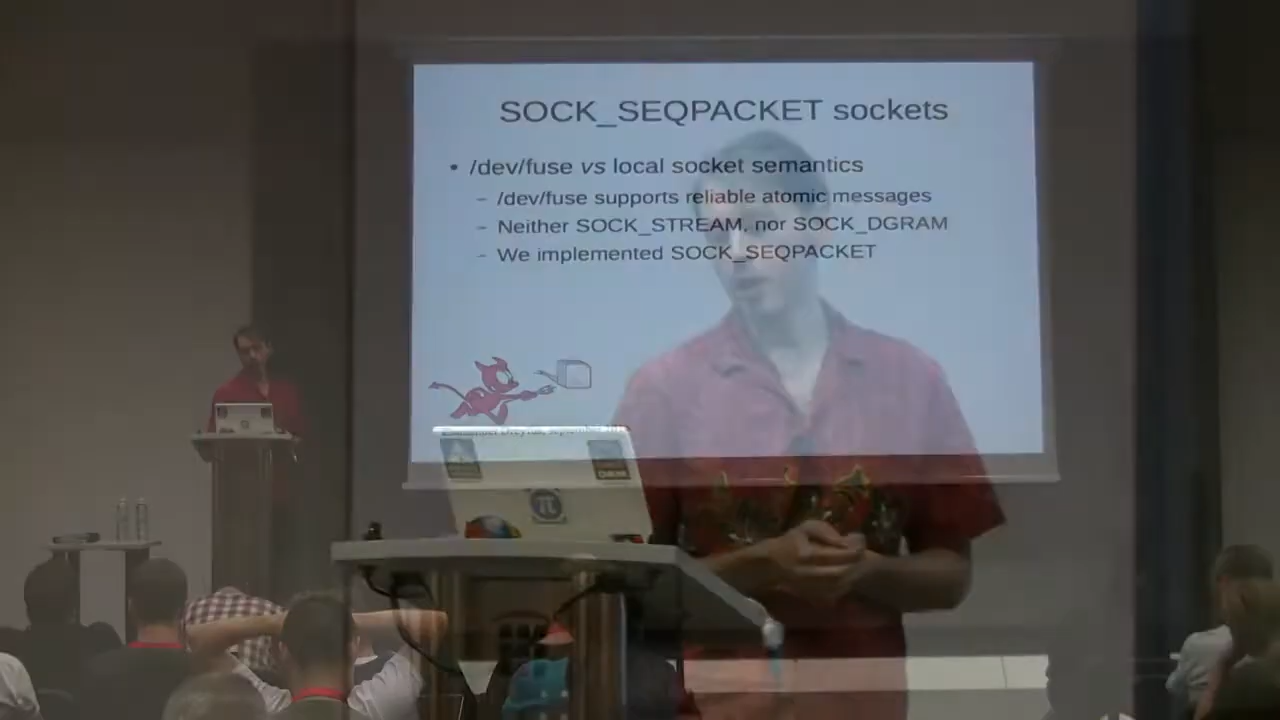 SOCK_SEQPACKET sockets
• /dev/fuse vs local socket semantics
– /dev/fuse supports reliable atomic messages
– Neither SOCK_STREAM, nor SOCK_DGRAM
– We implemented SOCK_SEQPACKET
π